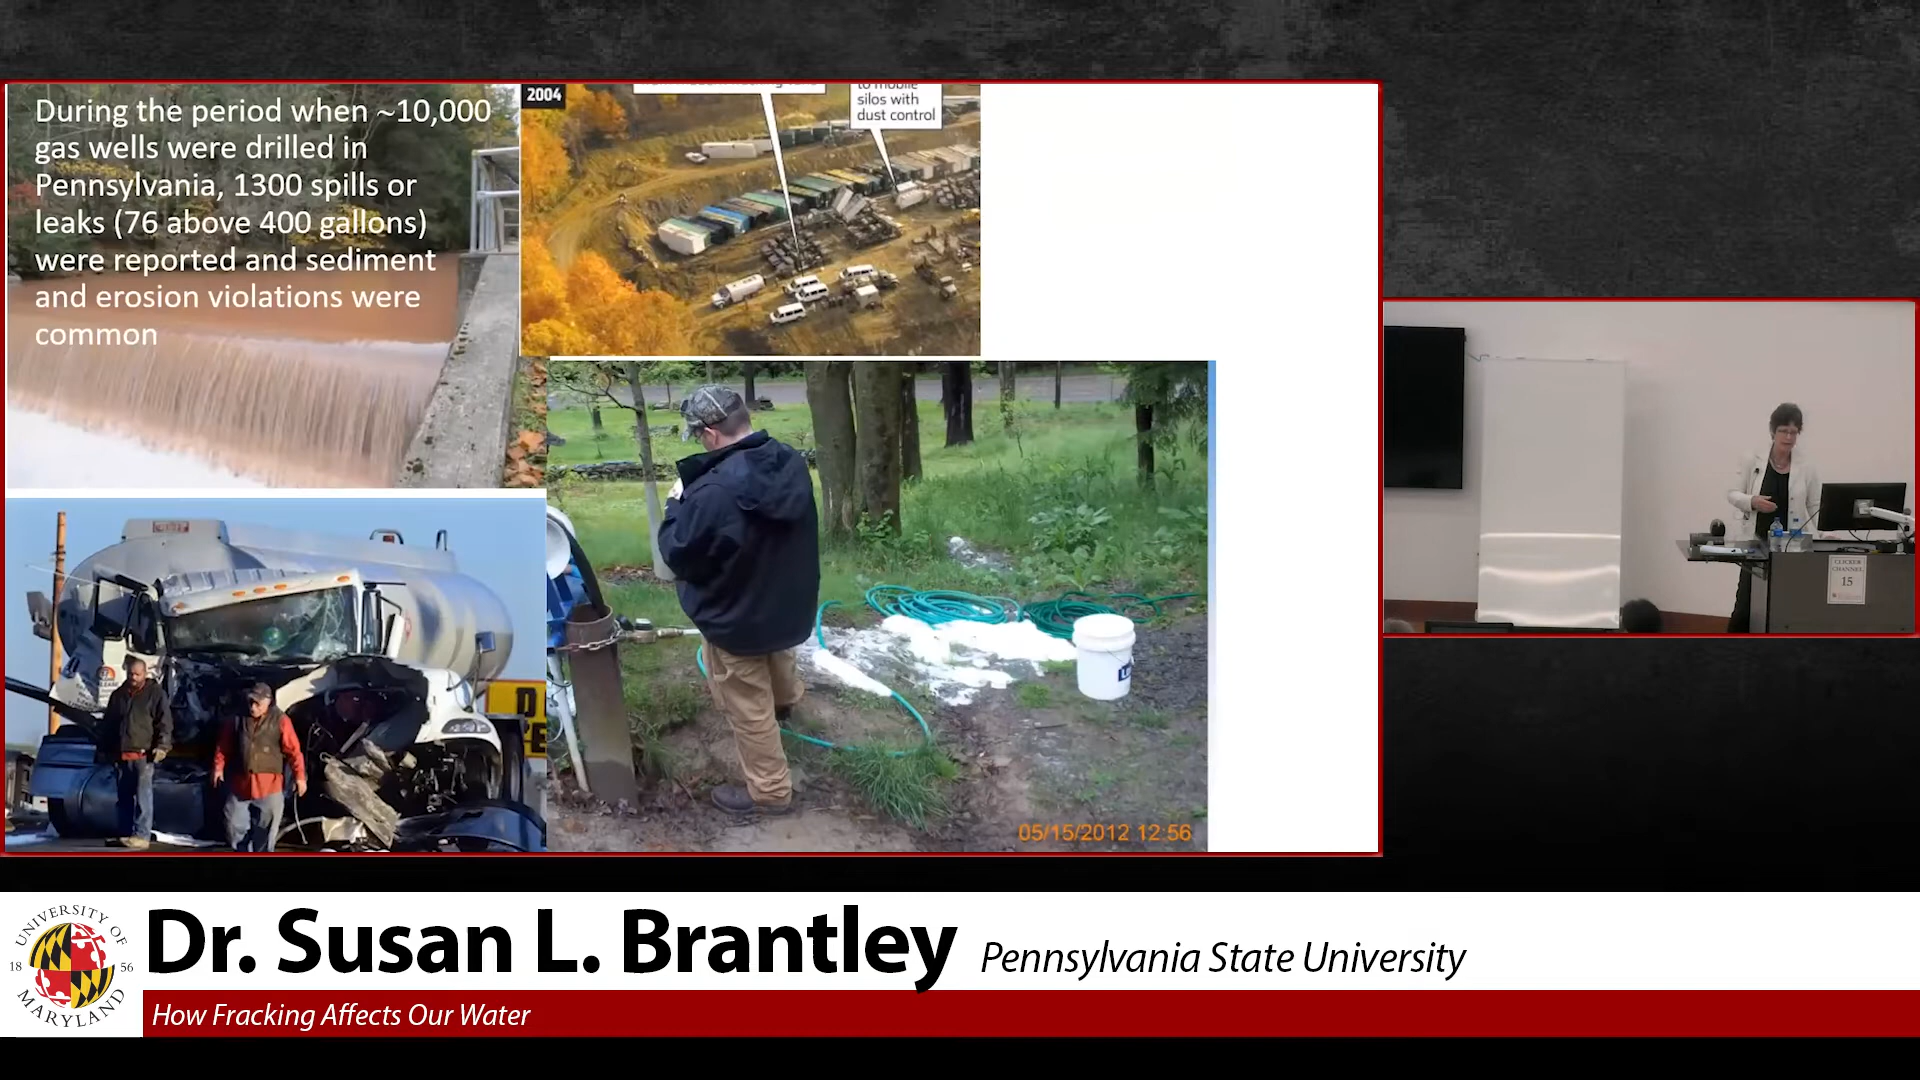 During the period when ~10,000
gas wells were drilled in
Pennsylvania, 1300 spills or
leaks (76 above 400 gallons)
were reported and sediment
and erosion violations were
common
2004
to mobile
silos with
dust control
05/15/2012 12:56
CLICKER
CHANNEL
15
UNIVERSITY OF
18 56
MARYLAND
Dr. Susan L. Brantley Pennsylvania State University
How Fracking Affects Our Water